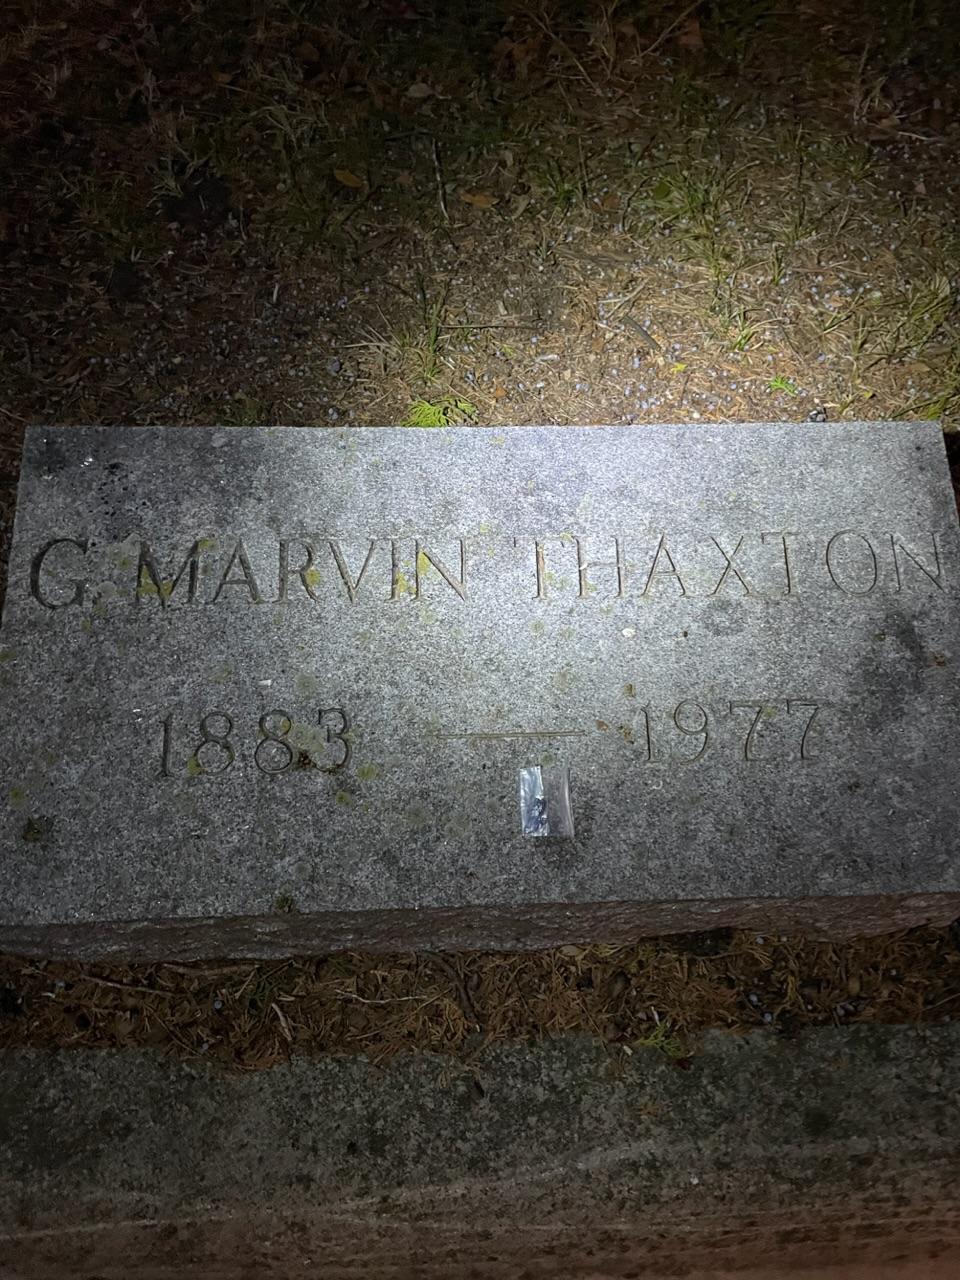 G. MARVIN THAXTON
1883 — 1977